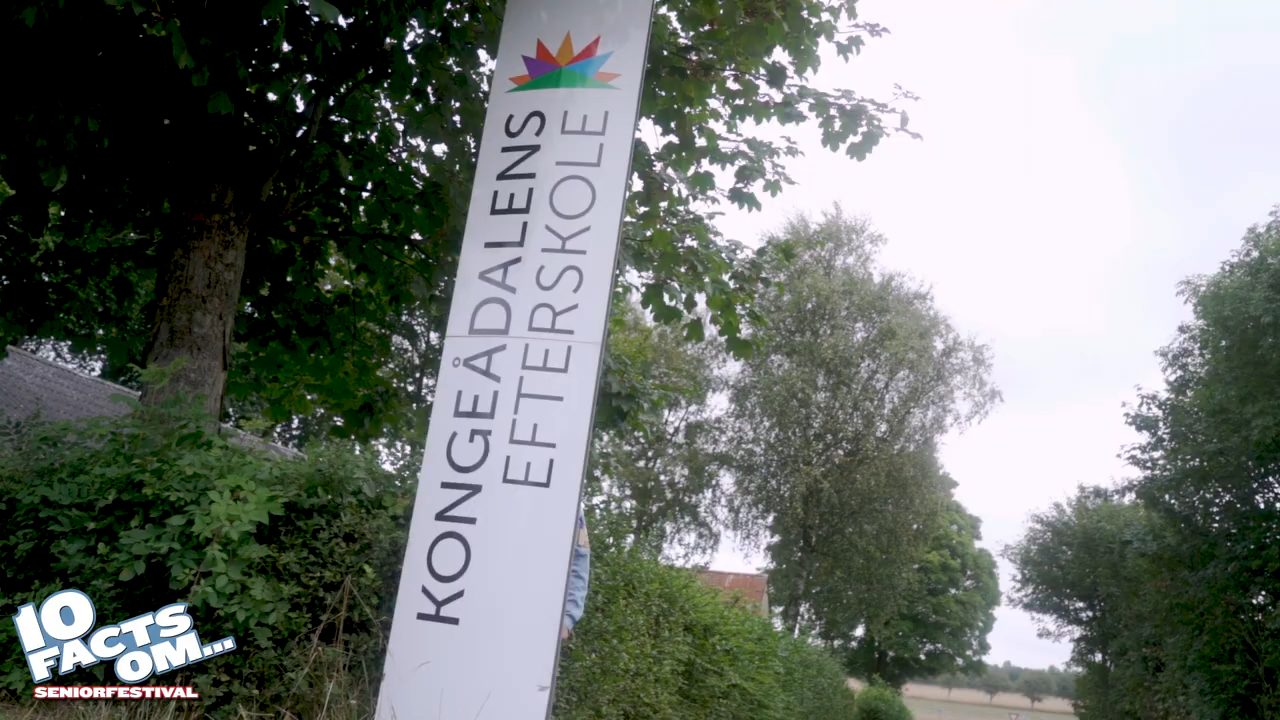 KONGEÅDALENS
EFTERSKOLE
10
FACTS
OM...
SENIORFESTIVAL